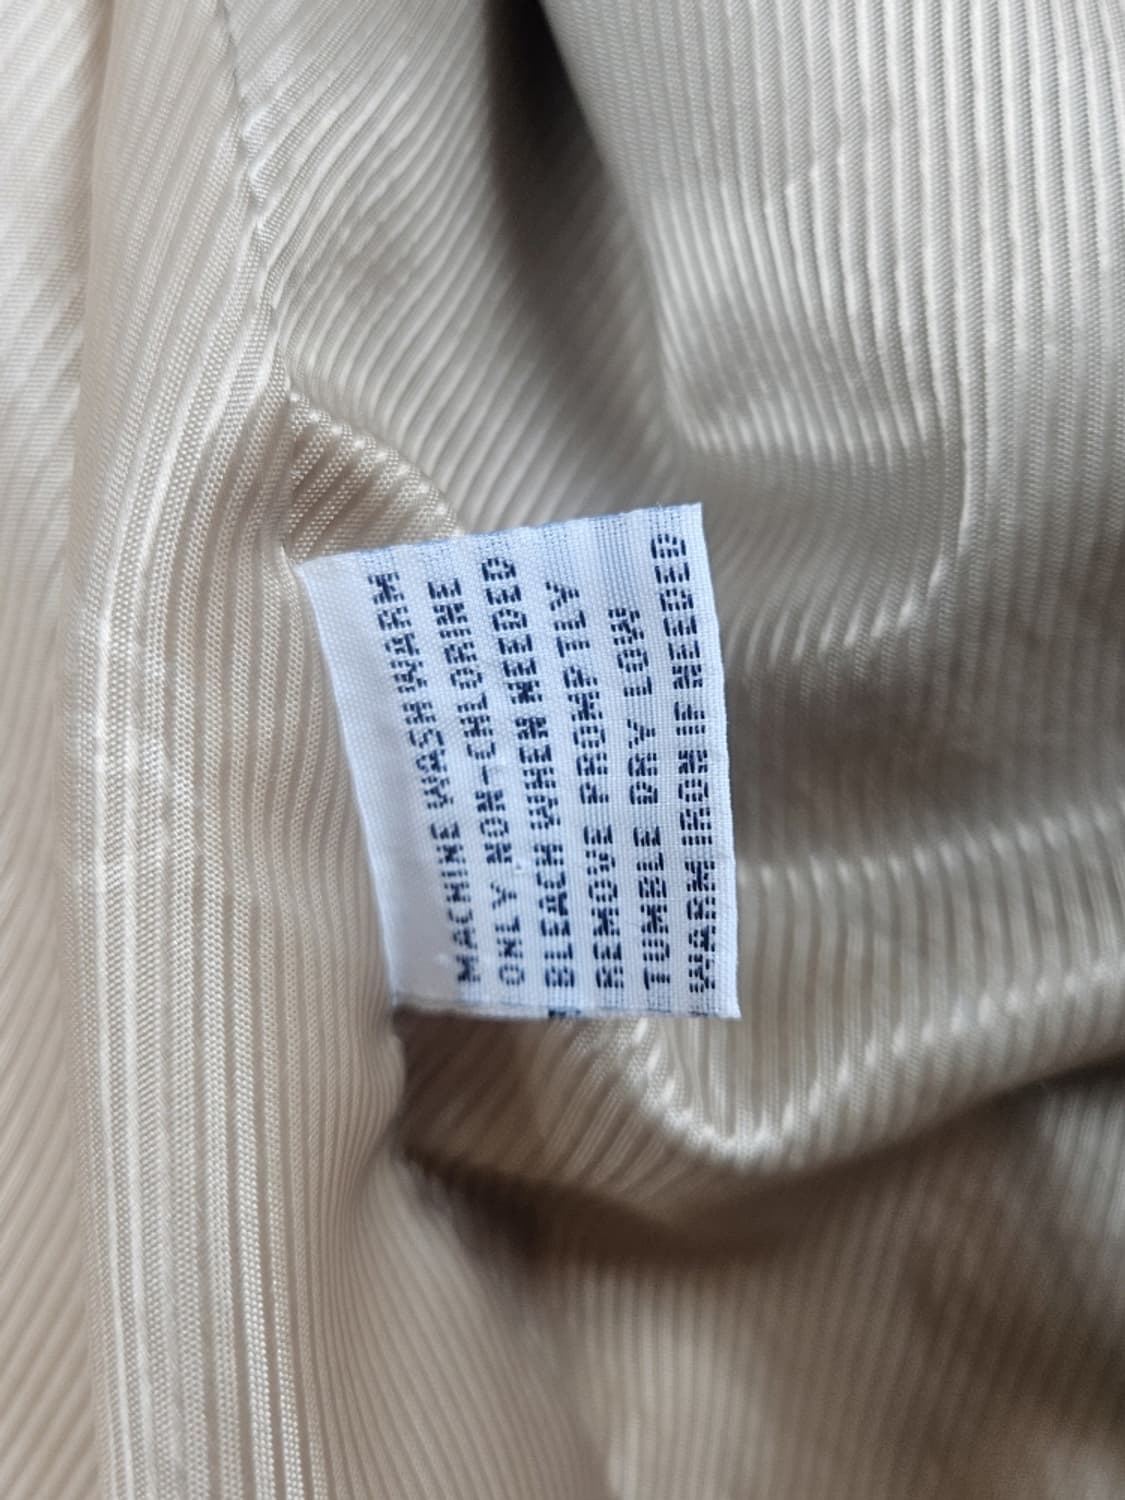 MACHINE WASH WARM
ONLY NON-CHLORINE
BLEACH WHEN NEEDED
REMOVE PROMPTLY
TUMBLE DRY LOW
WARM IRON IF NEEDED